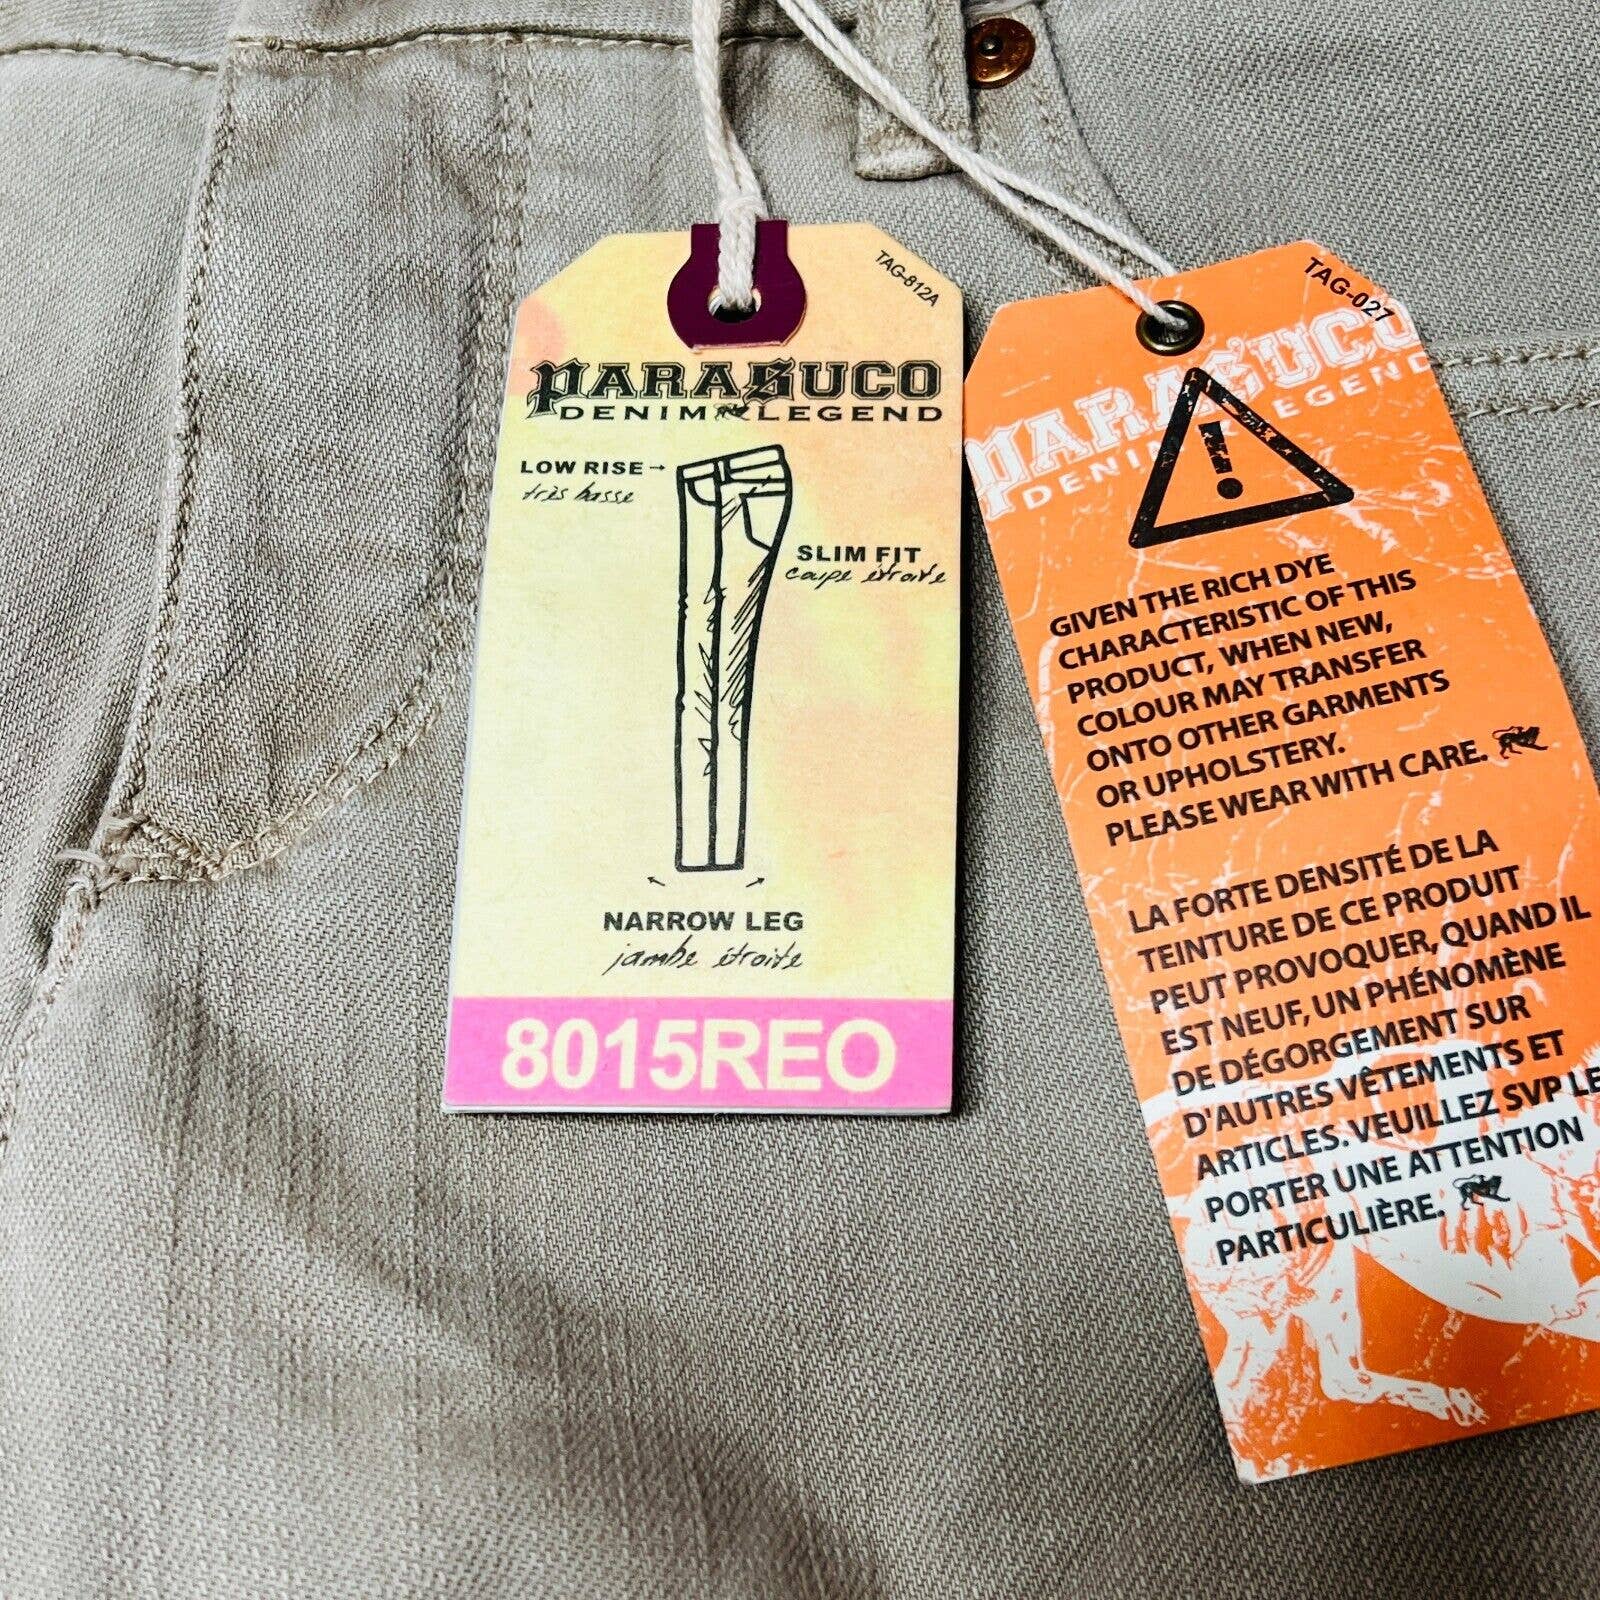 TAG-812A
PARASUCO
DENIM LEGEND
LOW RISE
très basse
SLIM FIT
coupe étroite
NARROW LEG
jambe étroite
8015REO
TAG-027
PARASUCO
DENIM LEGEND
GIVEN THE RICH DYE
CHARACTERISTIC OF THIS
PRODUCT, WHEN NEW,
COLOUR MAY TRANSFER
ONTO OTHER GARMENTS
OR UPHOLSTERY.
PLEASE WEAR WITH CARE.
LA FORTE DENSITÉ DE LA
TEINTURE DE CE PRODUIT
PEUT PROVOQUER, QUAND IL
EST NEUF, UN PHÉNOMÈNE
DE DÉGORGEMENT SUR
D'AUTRES VÊTEMENTS ET
ARTICLES. VEUILLEZ SVP LE
PORTER UNE ATTENTION
PARTICULIÈRE.